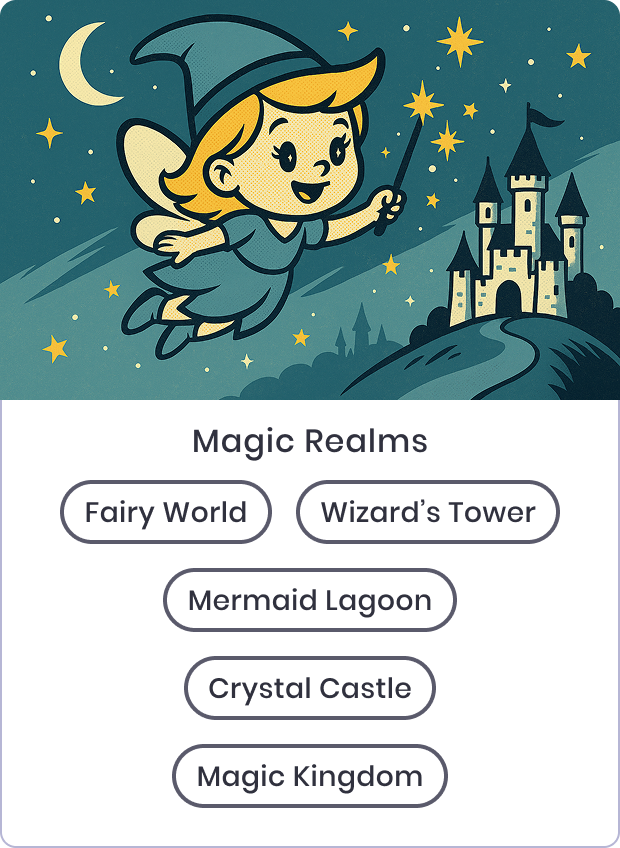 Magic Realms
Fairy World
Wizard’s Tower
Mermaid Lagoon
Crystal Castle
Magic Kingdom